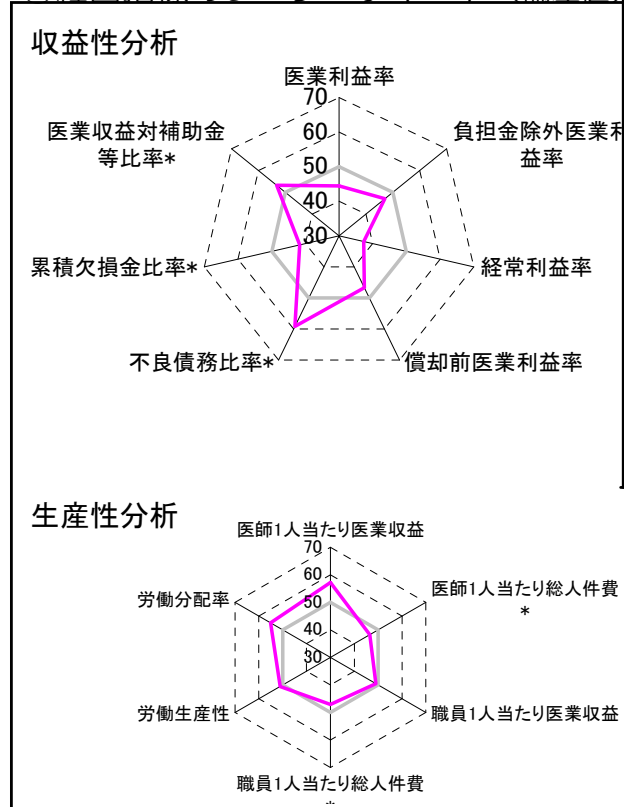 収益性分析
医業利益率
70
60
50
40
30
負担金除外医業利
益率
経常利益率
償却前医業利益率
不良債務比率*
累積欠損金比率*
医業収益対補助金
等比率*
生産性分析
医師1人当たり医業収益
70
60
50
40
30
医師1人当たり総人件費
*
職員1人当たり医業収益
職員1人当たり総人件費
*
労働生産性
労働分配率